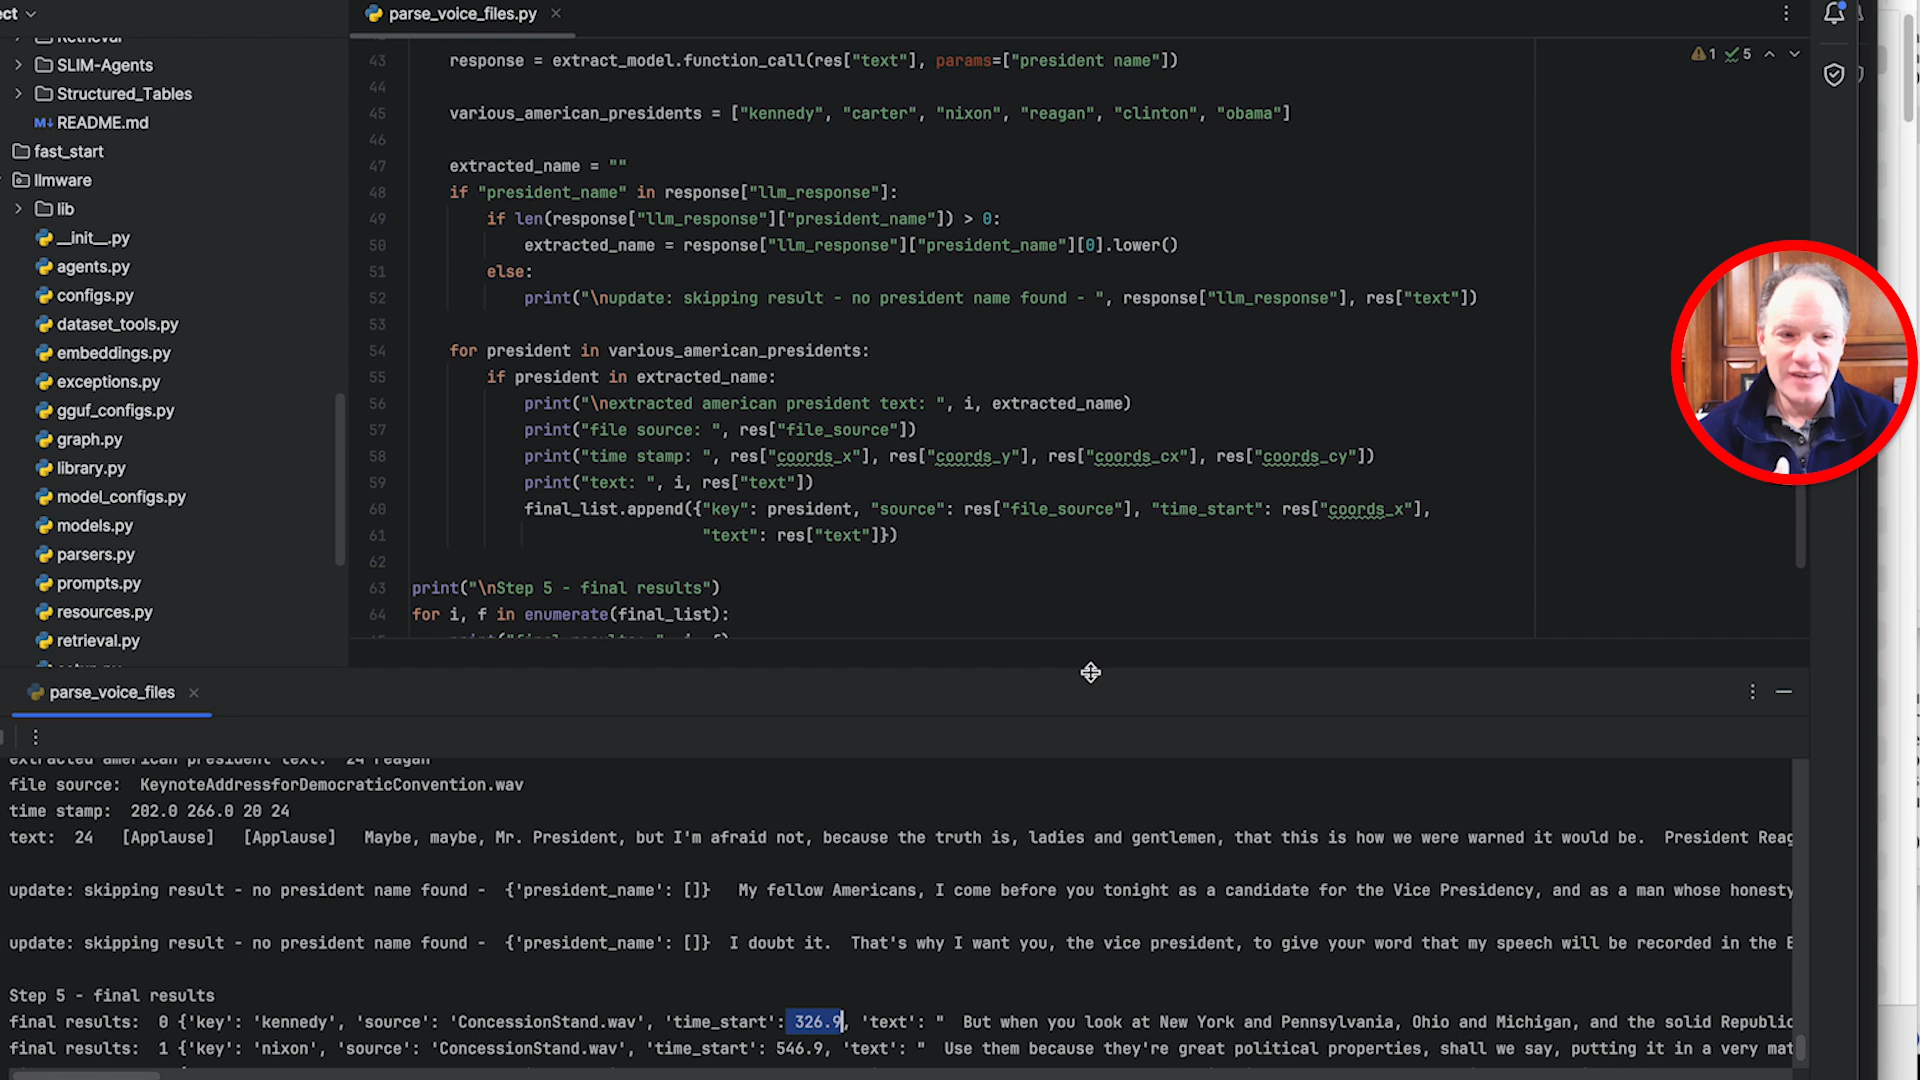 ect
parse_voice_files.py
Retrieval
SLIM-Agents
Structured_Tables
README.md
fast_start
llmware
lib
__init__.py
agents.py
configs.py
dataset_tools.py
embeddings.py
exceptions.py
gguf_configs.py
graph.py
library.py
model_configs.py
models.py
parsers.py
prompts.py
resources.py
retrieval.py
1 5
43 response = extract_model.function_call(res["text"], params=["president name"])
44
45 various_american_presidents = ["kennedy", "carter", "nixon", "reagan", "clinton", "obama"]
46
47 extracted_name = ""
48 if "president_name" in response["llm_response"]:
49 if len(response["llm_response"]["president_name"]) > 0:
50 extracted_name = response["llm_response"]["president_name"][0].lower()
51 else:
52 print("\nupdate: skipping result - no president name found - ", response["llm_response"], res["text"])
53
54 for president in various_american_presidents:
55 if president in extracted_name:
56 print("\nextracted american president text: ", i, extracted_name)
57 print("file source: ", res["file_source"])
58 print("time stamp: ", res["coords_x"], res["coords_y"], res["coords_cx"], res["coords_cy"])
59 print("text: ", i, res["text"])
60 final_list.append({"key": president, "source": res["file_source"], "time_start": res["coords_x"],
61 "text": res["text"]})
62
63 print("\nStep 5 - final results")
64 for i, f in enumerate(final_list):
print("final results: ", i, f)
parse_voice_files
extracted american president text: 24 reagan
file source: KeynoteAddressforDemocraticConvention.wav
time stamp: 202.0 266.0 20 24
text: 24 [Applause] [Applause] Maybe, maybe, Mr. President, but I'm afraid not, because the truth is, ladies and gentlemen, that this is how we were warned it would be. President Reag
update: skipping result - no president name found - {'president_name': []} My fellow Americans, I come before you tonight as a candidate for the Vice Presidency, and as a man whose honesty
update: skipping result - no president name found - {'president_name': []} I doubt it. That's why I want you, the vice president, to give your word that my speech will be recorded in the E
Step 5 - final results
final results: 0 {'key': 'kennedy', 'source': 'ConcessionStand.wav', 'time_start': 326.9, 'text': " But when you look at New York and Pennsylvania, Ohio and Michigan, and the solid Republic
final results: 1 {'key': 'nixon', 'source': 'ConcessionStand.wav', 'time_start': 546.9, 'text': " Use them because they're great political properties, shall we say, putting it in a very mat